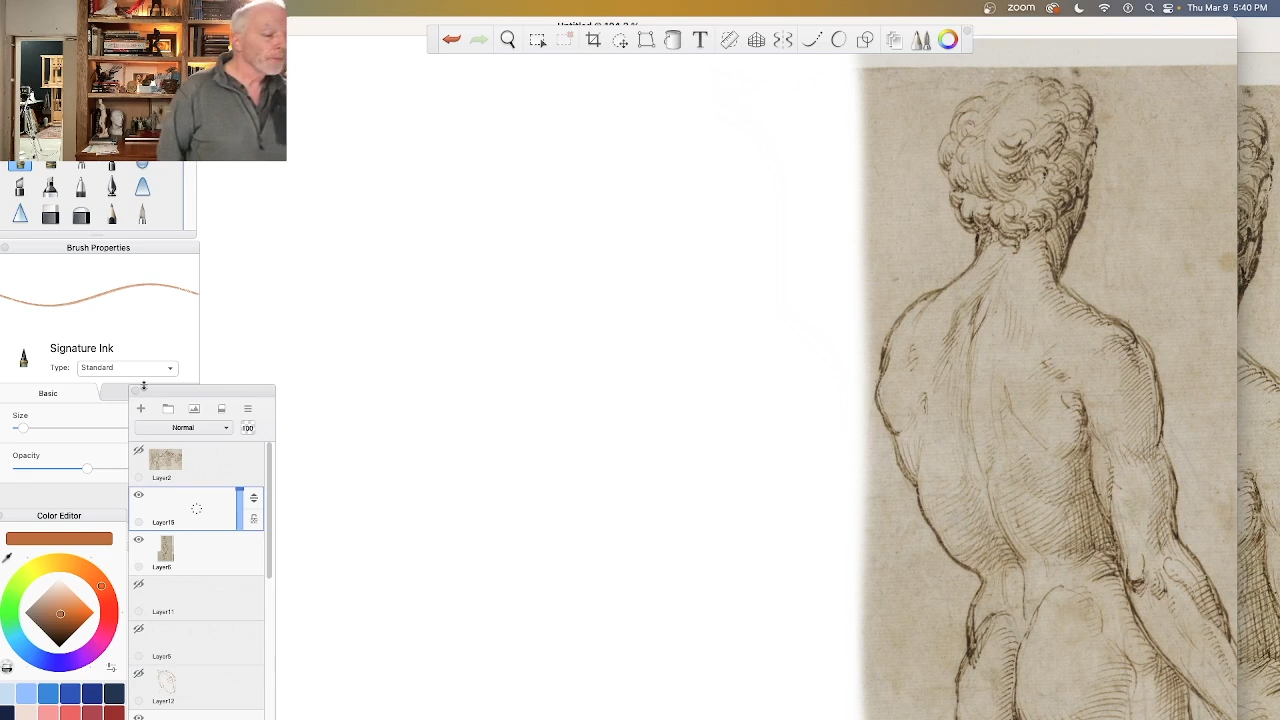 zoom
Thu Mar 9 5:40 PM
T
Brush Properties
Signature Ink
Type: Standard
Basic
Size
Opacity
Normal
100
Layer2
Layer15
Layer6
Layer11
Layer5
Layer12
Color Editor